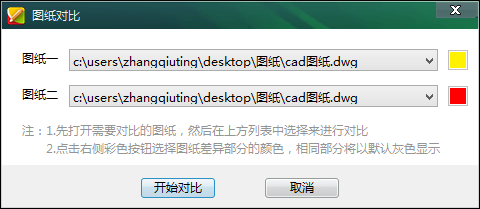 图纸对比
图纸一 c:\users\zhangqiuting\desktop\图纸\cad图纸.dwg
图纸二 c:\users\zhangqiuting\desktop\图纸\cad图纸.dwg
注：1.先打开需要对比的图纸，然后在上方列表中选择来进行对比
2.点击右侧彩色按钮选择图纸差异部分的颜色，相同部分将以默认灰色显示
开始对比 取消